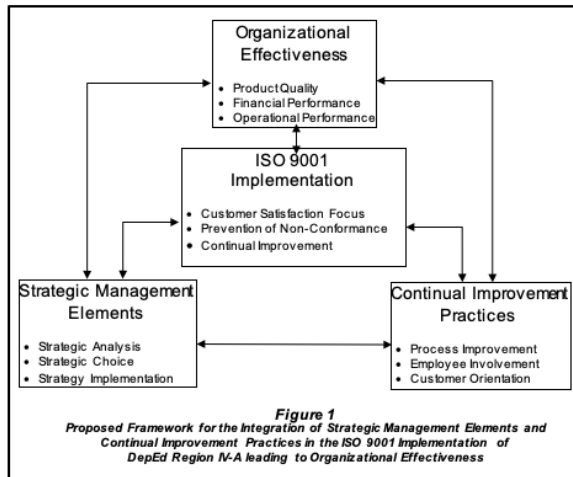 Organizational
Effectiveness
• Product Quality
• Financial Performance
• Operational Performance
ISO 9001
Implementation
• Customer Satisfaction Focus
• Prevention of Non-Conformance
• Continual Improvement
Strategic Management
Elements
• Strategic Analysis
• Strategic Choice
• Strategy Implementation
Continual Improvement
Practices
• Process Improvement
• Employee Involvement
• Customer Orientation
Figure 1
Proposed Framework for the Integration of Strategic Management Elements and
Continual Improvement Practices in the ISO 9001 Implementation of
DepEd Region IV-A leading to Organizational Effectiveness